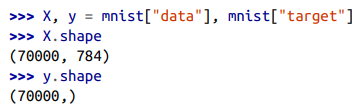 >>> X, y = mnist["data"], mnist["target"]
>>> X.shape
(70000, 784)
>>> y.shape
(70000,)